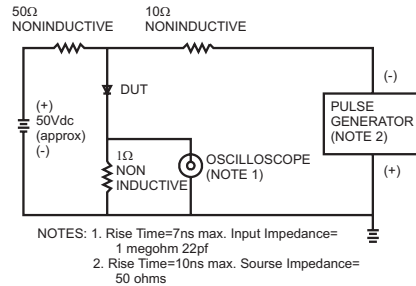 50Ω
NONINDUCTIVE
10Ω
NONINDUCTIVE
DUT
(+)
50Vdc
(approx)
(-)
1Ω
NON
INDUCTIVE
OSCILLOSCOPE
(NOTE 1)
(-)
PULSE
GENERATOR
(NOTE 2)
(+)
NOTES: 1. Rise Time=7ns max. Input Impedance=
1 megohm 22pf
2. Rise Time=10ns max. Sourse Impedance=
50 ohms